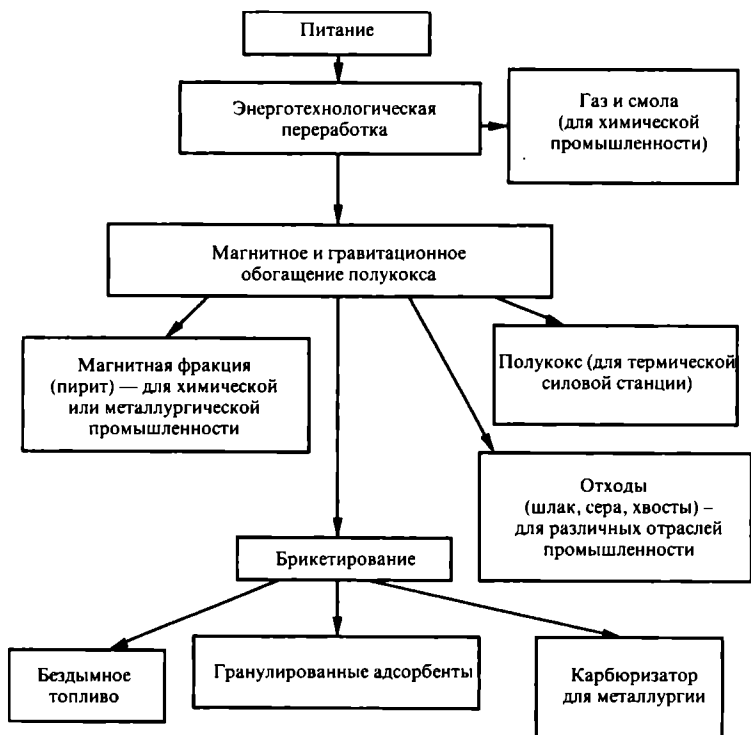 Питание
Энерготехнологическая
переработка
Газ и смола
(для химической
промышленности)
Магнитное и гравитационное
обогащение полукокса
Магнитная фракция
(пирит) — для химической
или металлургической
промышленности
Полукокс (для термической
силовой станции)
Отходы
(шлак, сера, хвосты) –
для различных отраслей
промышленности
Брикетирование
Бездымное
топливо
Гранулированные адсорбенты
Карбюризатор
для металлургии